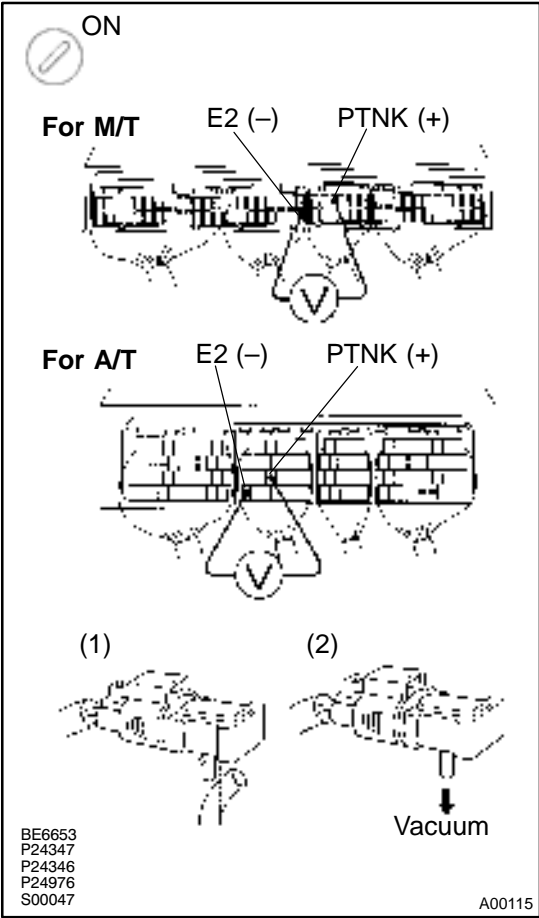 ON
For M/T
E2 (–) PTNK (+)
V
For A/T
E2 (–) PTNK (+)
V
(1) (2)
Vacuum
BE6653
P24347
P24346
P24976
S00047
A00115